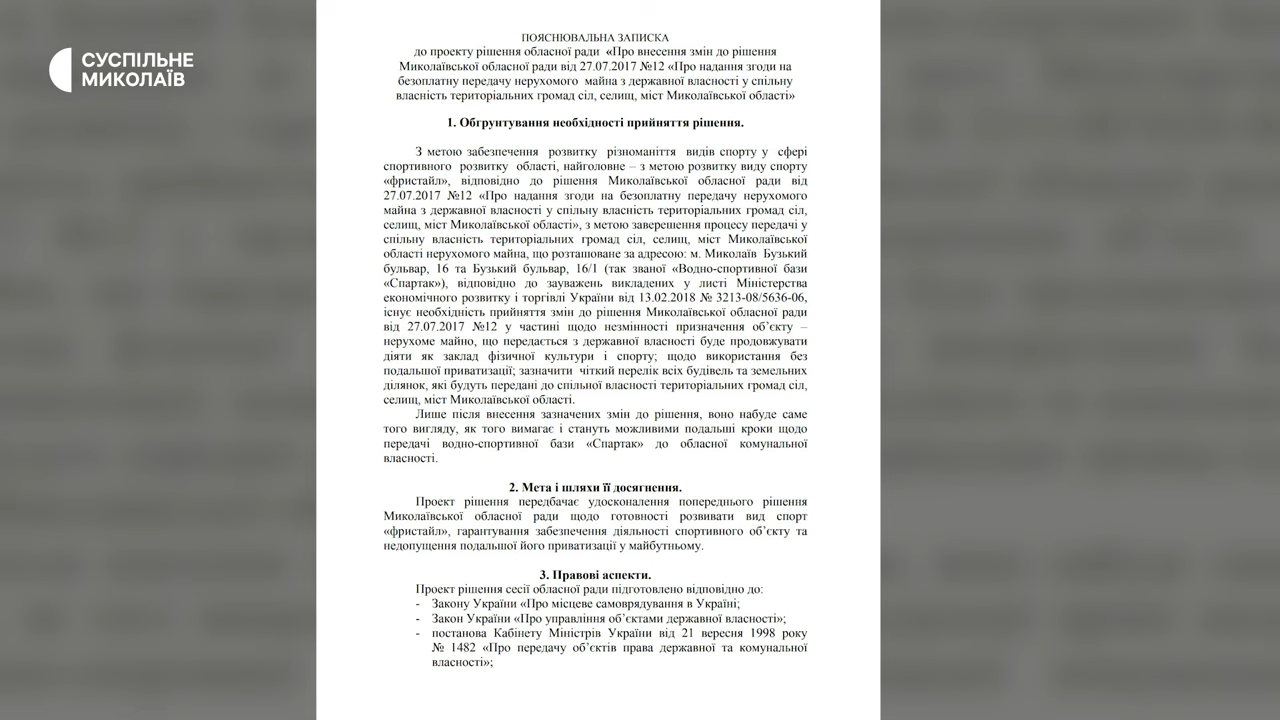 СУСПІЛЬНЕ
МИКОЛАЇВ
ПОЯСНЮВАЛЬНА ЗАПИСКА
до проекту рішення обласної ради «Про внесення змін до рішення
Миколаївської обласної ради від 27.07.2017 №12 «Про надання згоди на
безоплатну передачу нерухомого майна з державної власності у спільну
власність територіальних громад сіл, селищ, міст Миколаївської області»
1. Обгрунтування необхідності прийняття рішення.
З метою забезпечення розвитку різноманіття видів спорту у сфері
спортивного розвитку області, найголовне – з метою розвитку виду спорту
«фристайл», відповідно до рішення Миколаївської обласної ради від
27.07.2017 №12 «Про надання згоди на безоплатну передачу нерухомого
майна з державної власності у спільну власність територіальних громад сіл,
селищ, міст Миколаївської області», з метою завершення процесу передачі у
спільну власність територіальних громад сіл, селищ, міст Миколаївської
області нерухомого майна, що розташоване за адресою: м. Миколаїв Бузький
бульвар, 16 та Бузький бульвар, 16/1 (так званої «Водно-спортивної бази
«Спартак»), відповідно до зауважень викладених у листі Міністерства
економічного розвитку і торгівлі України від 13.02.2018 № 3213-08/5636-06,
існує необхідність прийняття змін до рішення Миколаївської обласної ради
від 27.07.2017 №12 у частині щодо незмінності призначення об’єкту –
нерухоме майно, що передається з державної власності буде продовжувати
діяти як заклад фізичної культури і спорту; щодо використання без
подальшої приватизації; зазначити чіткий перелік всіх будівель та земельних
ділянок, які будуть передані до спільної власності територіальних громад сіл,
селищ, міст Миколаївської області.
Лише після внесення зазначених змін до рішення, воно набуде саме
того вигляду, як того вимагає і стануть можливими подальші кроки щодо
передачі водно-спортивної бази «Спартак» до обласної комунальної
власності.
2. Мета і шляхи її досягнення.
Проект рішення передбачає удосконалення попереднього рішення
Миколаївської обласної ради щодо готовності розвивати вид спорт
«фристайл», гарантування забезпечення діяльності спортивного об’єкту та
недопущення подальшої його приватизації у майбутньому.
3. Правові аспекти.
Проект рішення сесії обласної ради підготовлено відповідно до:
- Закону України «Про місцеве самоврядування в Україні;
- Закон України «Про управління об’єктами державної власності»;
- постанова Кабінету Міністрів України від 21 вересня 1998 року
№ 1482 «Про передачу об’єктів права державної та комунальної
власності»;